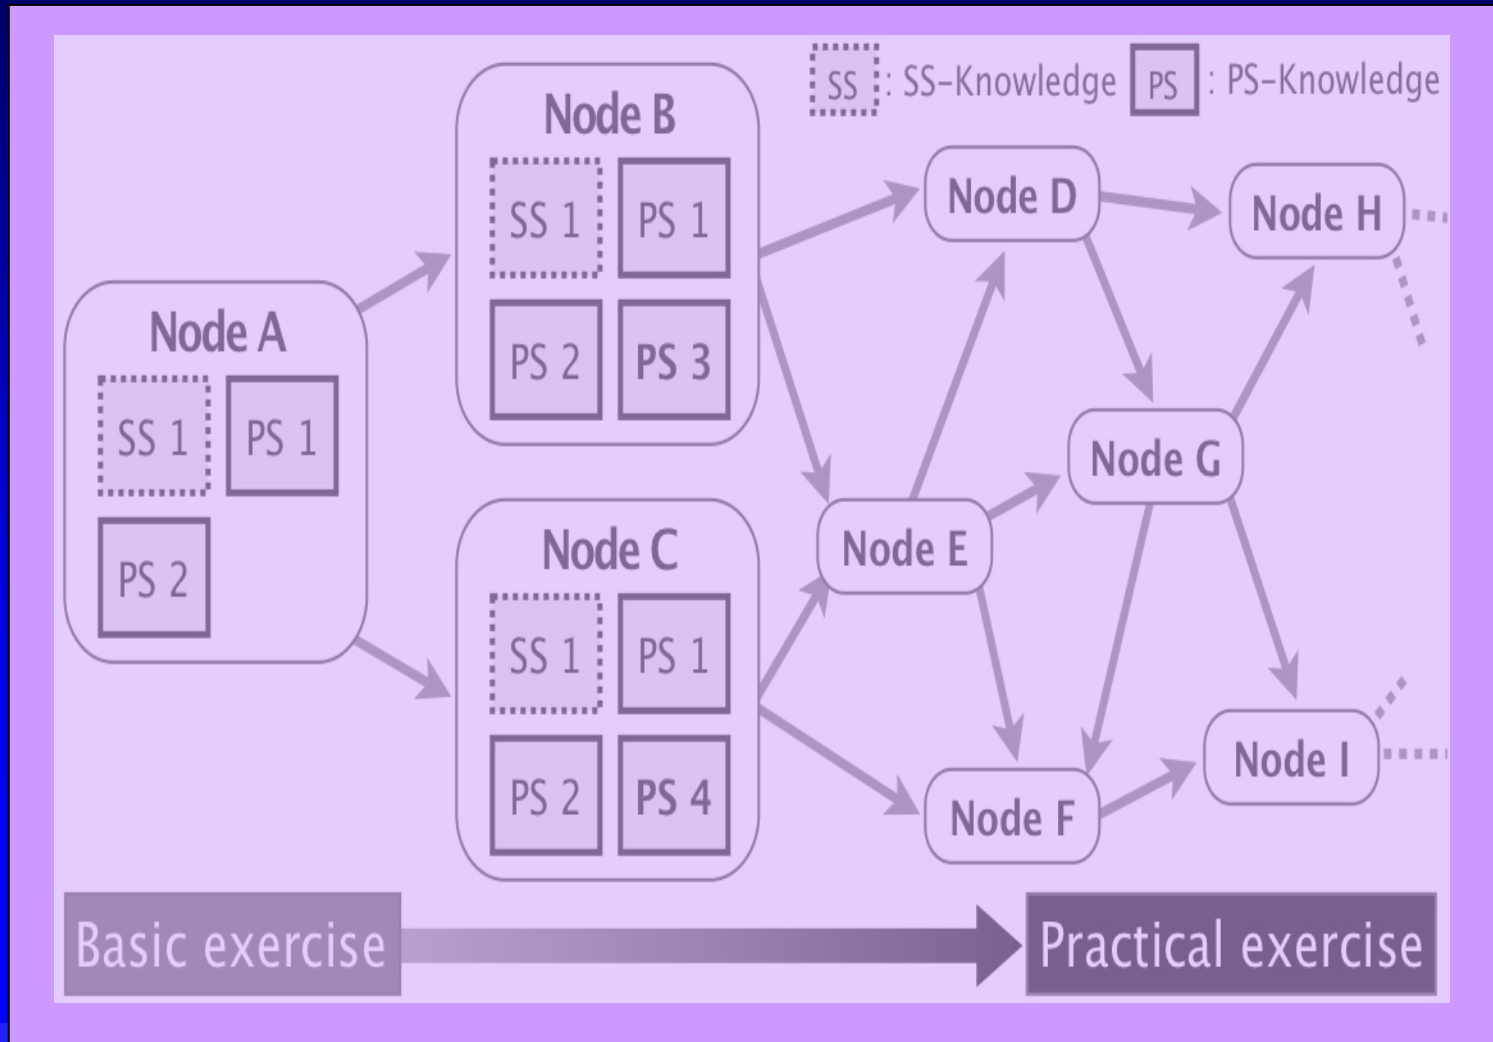 SS : SS-Knowledge PS : PS-Knowledge
Node A
SS 1 PS 1
PS 2
Node B
SS 1 PS 1
PS 2 PS 3
Node C
SS 1 PS 1
PS 2 PS 4
Node D
Node H
Node G
Node E
Node I
Node F
Basic exercise
Practical exercise